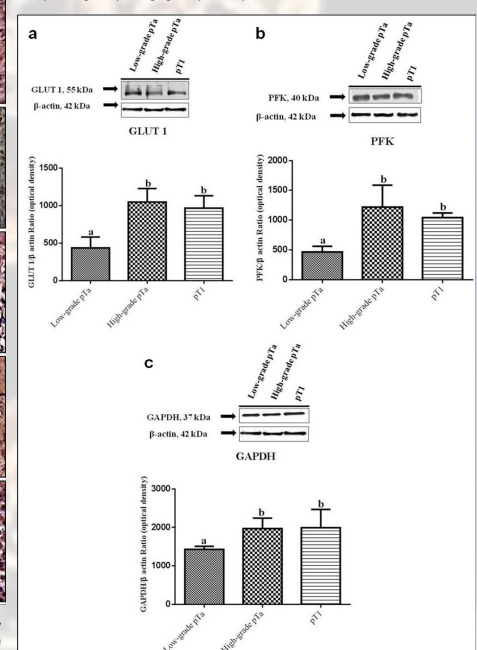 a
Low-grade pTa
High-grade pTa
pT1
GLUT 1, 55 kDa
β-actin, 42 kDa
GLUT 1
GLUT 1/β actin Ratio (optical density)
1500
1000
500
0
a
b
b
Low-grade pTa
High-grade pTa
pT1
b
Low-grade pTa
High-grade pTa
pT1
PFK, 40 kDa
β-actin, 42 kDa
PFK
PFK/β actin Ratio (optical density)
2000
1500
1000
500
0
a
b
b
Low-grade pTa
High-grade pTa
pT1
c
Low-grade pTa
High-grade pTa
pT1
GAPDH, 37 kDa
β-actin, 42 kDa
GAPDH
GAPDH/β actin Ratio (optical density)
3000
2000
1000
0
a
b
b
Low-grade pTa
High-grade pTa
pT1